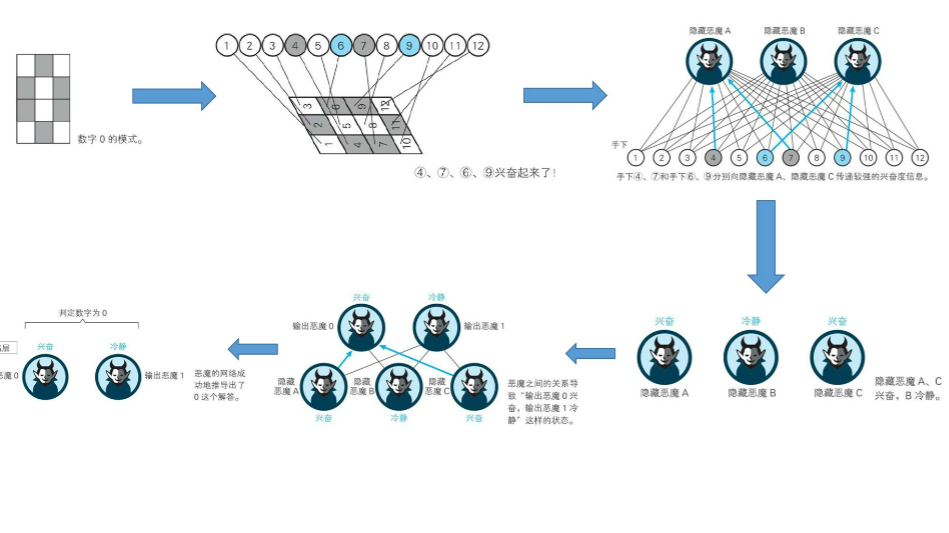 数字 0 的模式。
1 2 3 4 5 6 7 8 9 10 11 12
3 6 9 12
2 5 8 11
1 4 7 10
④、⑦、⑥、⑨兴奋起来了!
隐藏恶魔 A 隐藏恶魔 B 隐藏恶魔 C
手下
1 2 3 4 5 6 7 8 9 10 11 12
手下④、⑦和手下⑥、⑨分别向隐藏恶魔 A、隐藏恶魔 C 传递较强的兴奋度信息。
兴奋 冷静 兴奋
隐藏恶魔 A 隐藏恶魔 B 隐藏恶魔 C
隐藏恶魔 A、C
兴奋，B 冷静。
兴奋 冷静
输出恶魔 0 输出恶魔 1
隐藏
恶魔 A
隐藏
恶魔 B
隐藏
恶魔 C
兴奋 冷静 兴奋
恶魔之间的关系导
致“输出恶魔 0 兴
奋，输出恶魔 1 冷
静”这样的状态。
恶魔的网络成
功地推导出了
0 这个解答。
判定数字为 0
层
兴奋 冷静
恶魔 0 输出恶魔 1